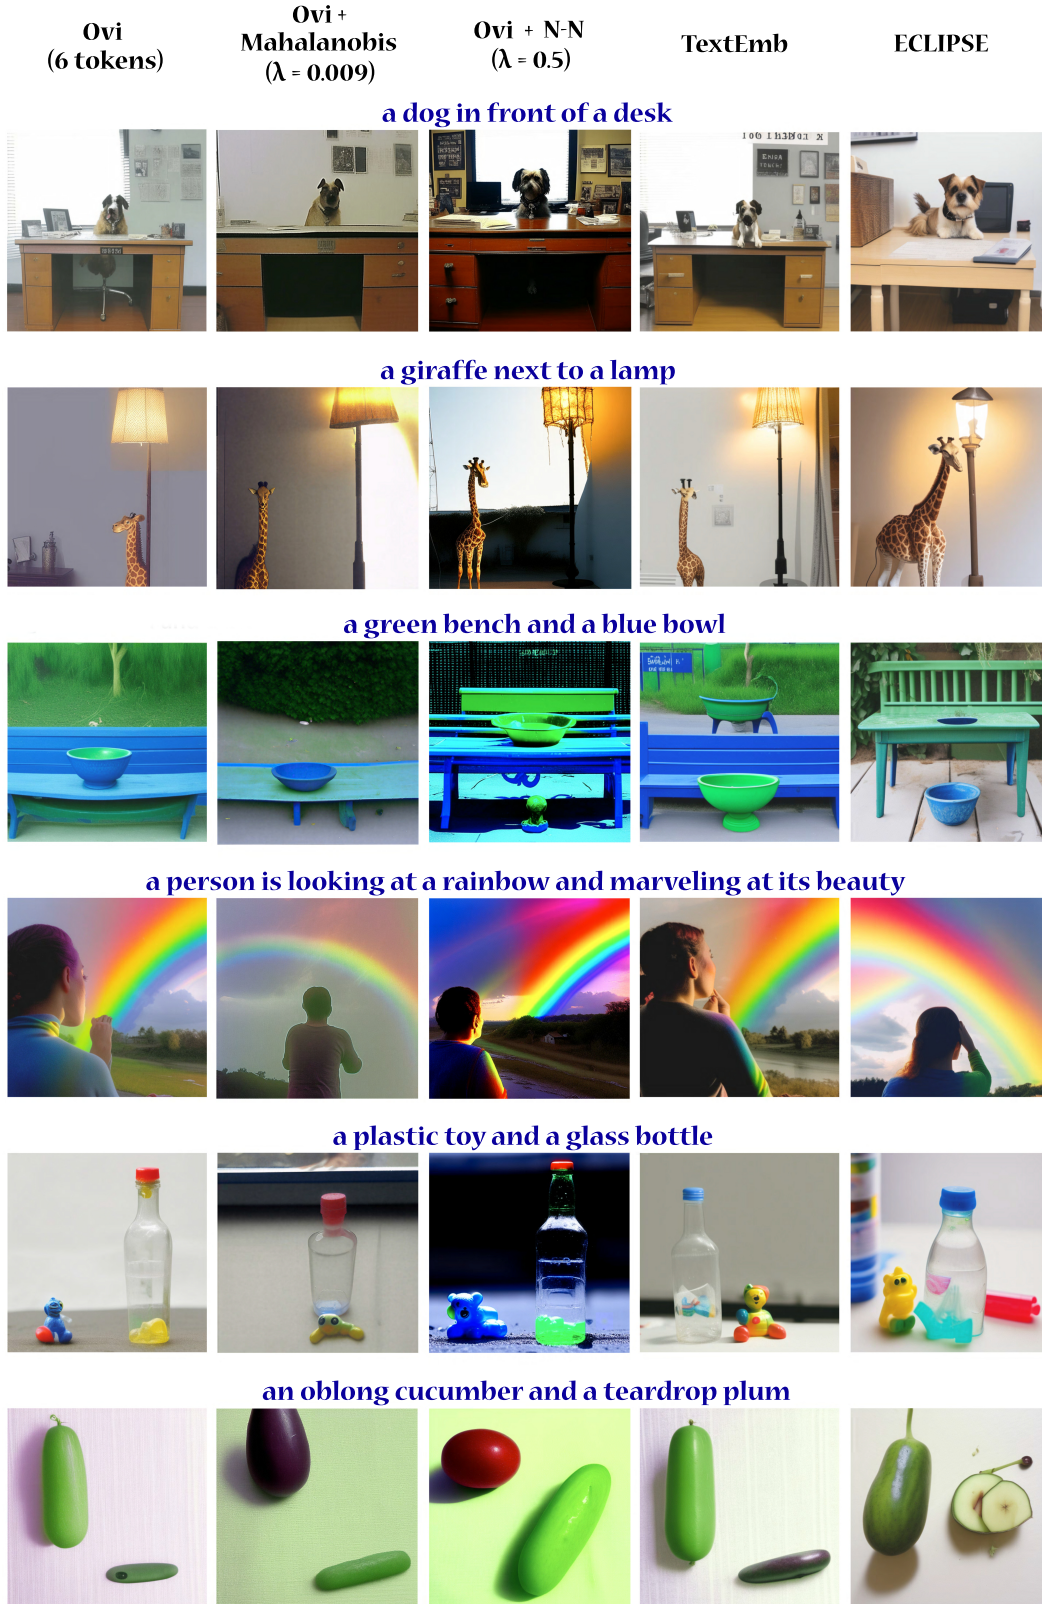 Ovi
(6 tokens)
Ovi +
Mahalanobis
(λ = 0.009)
Ovi + N-N
(λ = 0.5)
TextEmb
ECLIPSE
a dog in front of a desk
a giraffe next to a lamp
a green bench and a blue bowl
a person is looking at a rainbow and marveling at its beauty
a plastic toy and a glass bottle
an oblong cucumber and a teardrop plum